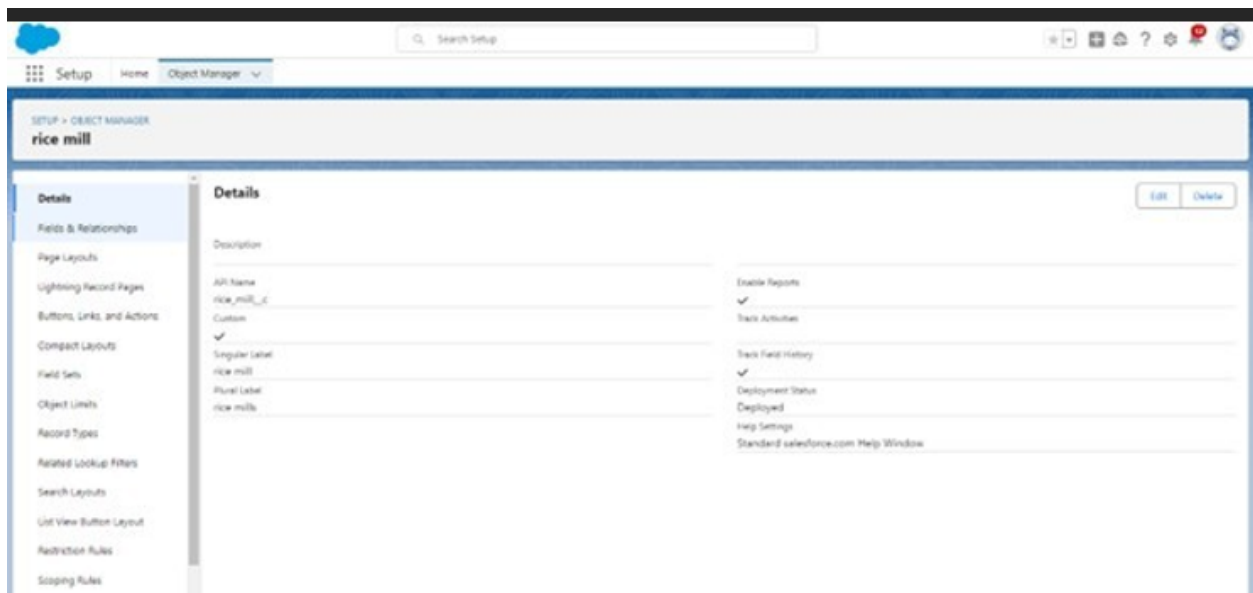 Search Setup
Setup Home Object Manager
SETUP > OBJECT MANAGER
rice mill
Details
Fields & Relationships
Page Layouts
Lightning Record Pages
Buttons, Links, and Actions
Compact Layouts
Field Sets
Object Limits
Record Types
Related Lookup Filters
Search Layouts
List View Button Layout
Restriction Rules
Scoping Rules
Details
Edit Delete
Description
API Name
rice_mill__c
Custom
Singular Label
rice mill
Plural Label
rice mills
Enable Reports
Track Activities
Track Field History
Deployment Status
Deployed
Help Settings
Standard salesforce.com Help Window